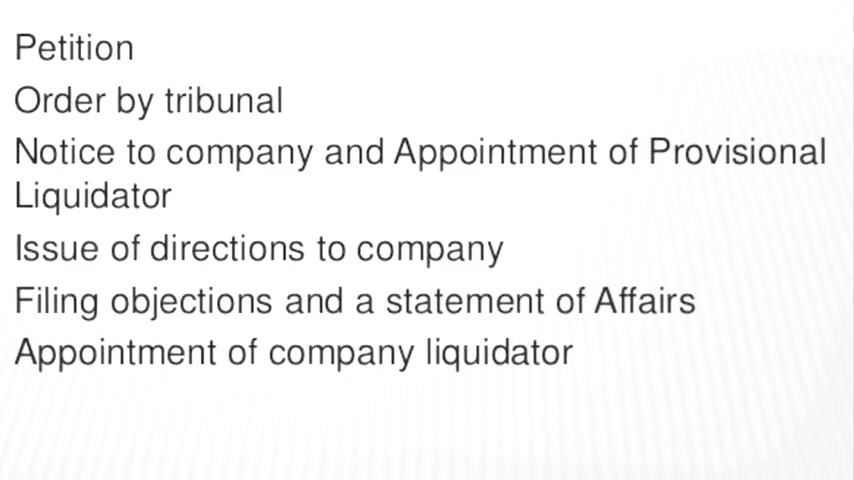 Petition
Order by tribunal
Notice to company and Appointment of Provisional
Liquidator
Issue of directions to company
Filing objections and a statement of Affairs
Appointment of company liquidator